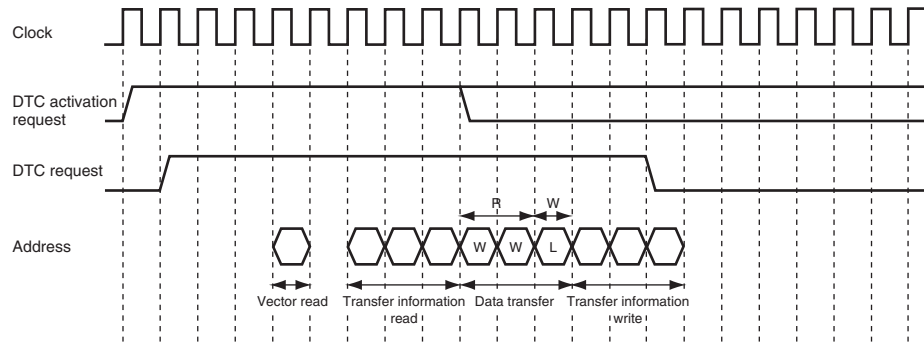 Clock
DTC activation
request
DTC request
R
W
Address
W
W
L
Vector read
Transfer information
read
Data transfer
Transfer information
write